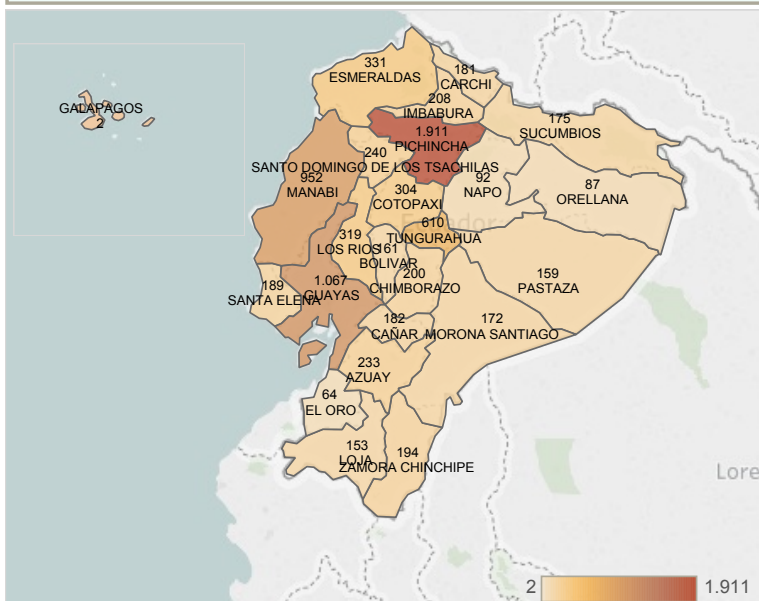 331
ESMERALDAS
181
CARCHI
208
IMBABURA
GALAPAGOS
2
175
SUCUMBIOS
1.911
PICHINCHA
240
SANTO DOMINGO DE LOS TSACHILAS
952
MANABI
92
NAPO
87
ORELLANA
304
COTOPAXI
Ecuador
610
TUNGURAHUA
319
LOS RIOS
161
BOLIVAR
200
CHIMBORAZO
159
PASTAZA
189
SANTA ELENA
1.067
GUAYAS
182
CAÑAR
172
MORONA SANTIAGO
233
AZUAY
64
EL ORO
153
LOJA
194
ZAMORA CHINCHIPE
Lore
2
1.911